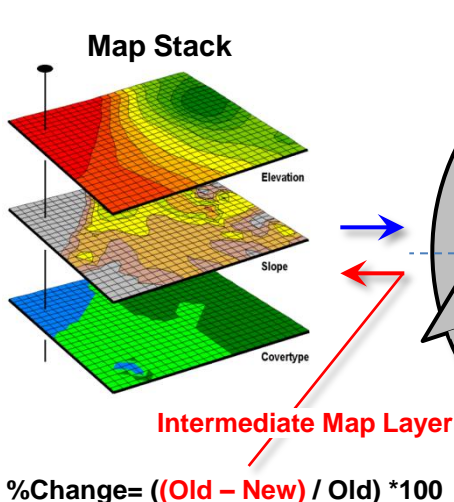 Map Stack
Elevation
Slope
Covertype
Intermediate Map Layer
%Change= ((Old – New) / Old) *100